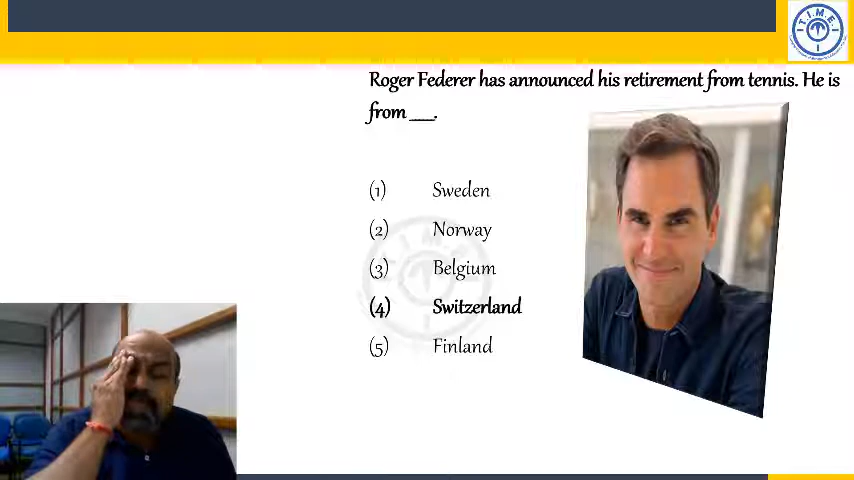 T.I.M.E.
Roger Federer has announced his retirement from tennis. He is
from ___.
(1) Sweden
(2) Norway
(3) Belgium
(4) Switzerland
(5) Finland